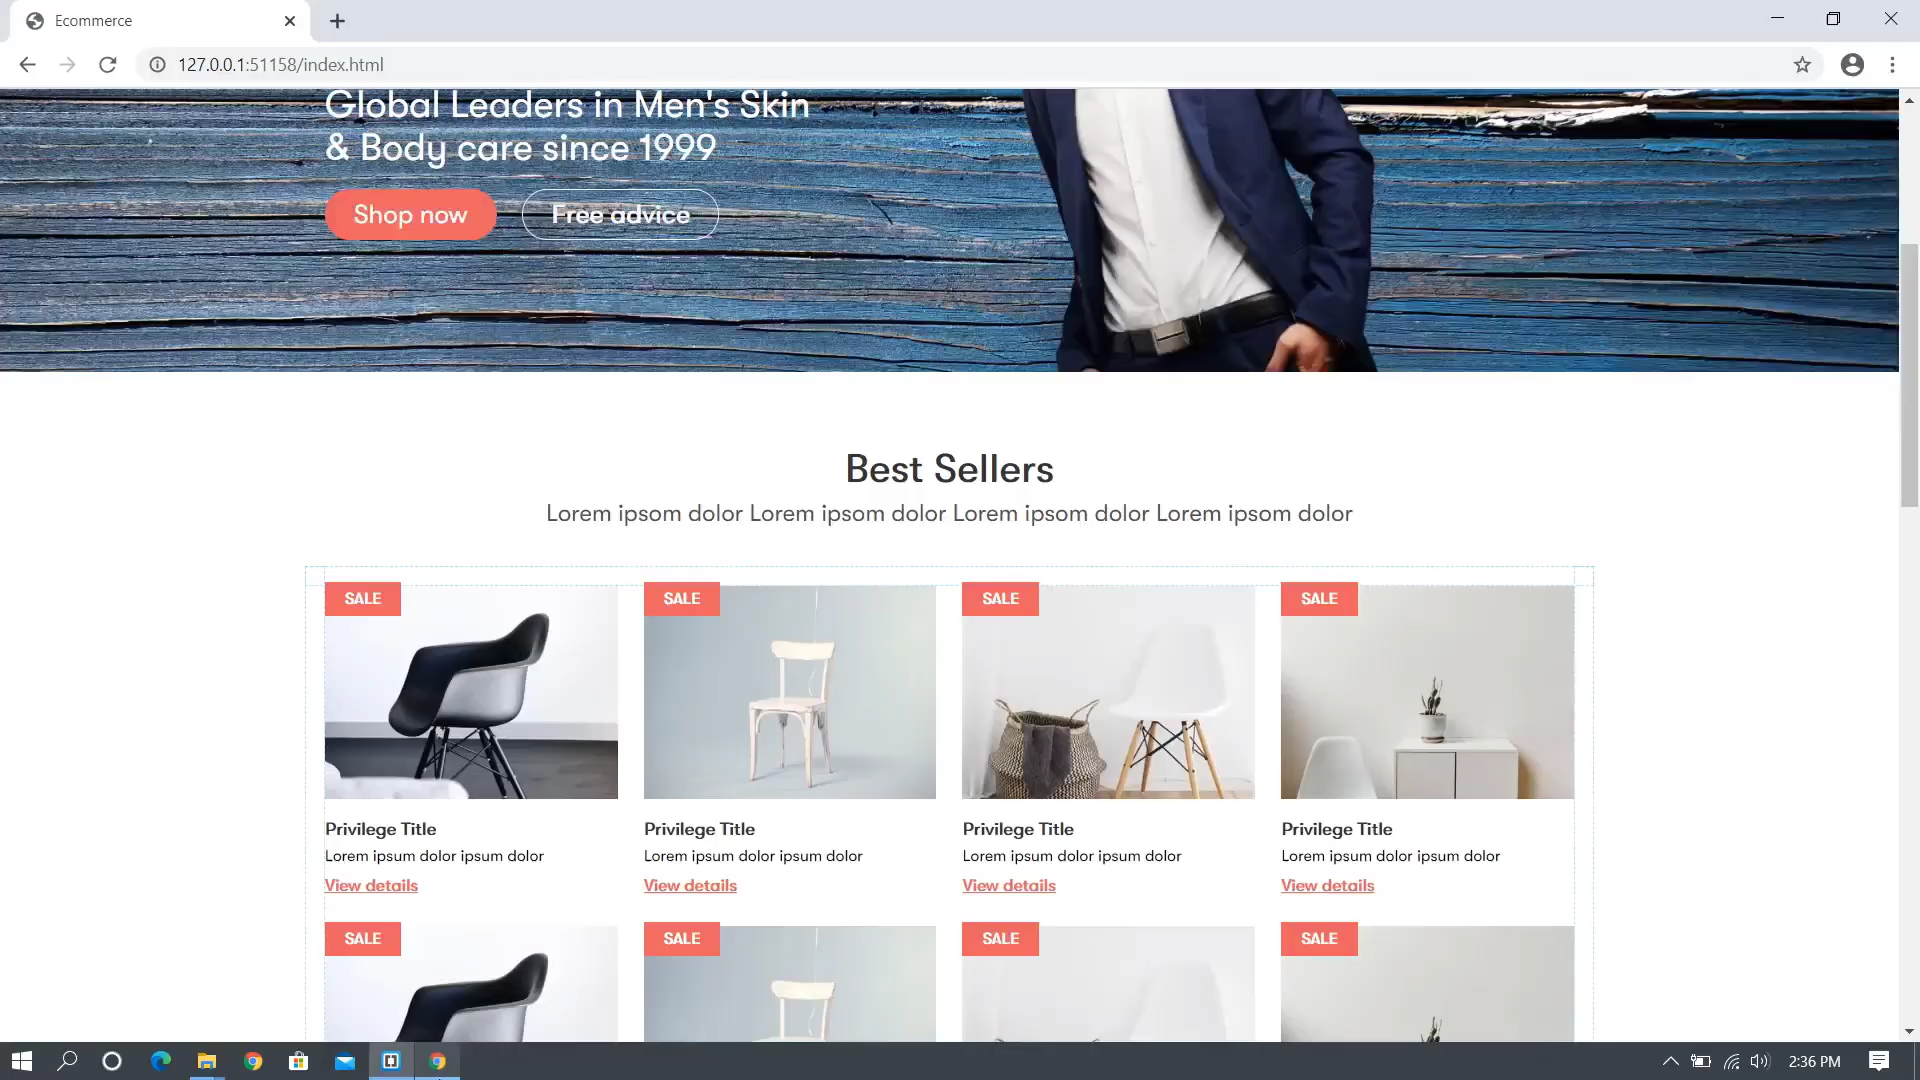 Ecommerce
127.0.0.1:51158/index.html
Global Leaders in Men's Skin
& Body care since 1999
Shop now Free advice
Best Sellers
Lorem ipsom dolor Lorem ipsom dolor Lorem ipsom dolor Lorem ipsom dolor
SALE SALE SALE SALE
Privilege Title Privilege Title Privilege Title Privilege Title
Lorem ipsum dolor ipsum dolor Lorem ipsum dolor ipsum dolor Lorem ipsum dolor ipsum dolor Lorem ipsum dolor ipsum dolor
View details View details View details View details
SALE SALE SALE SALE
2:36 PM